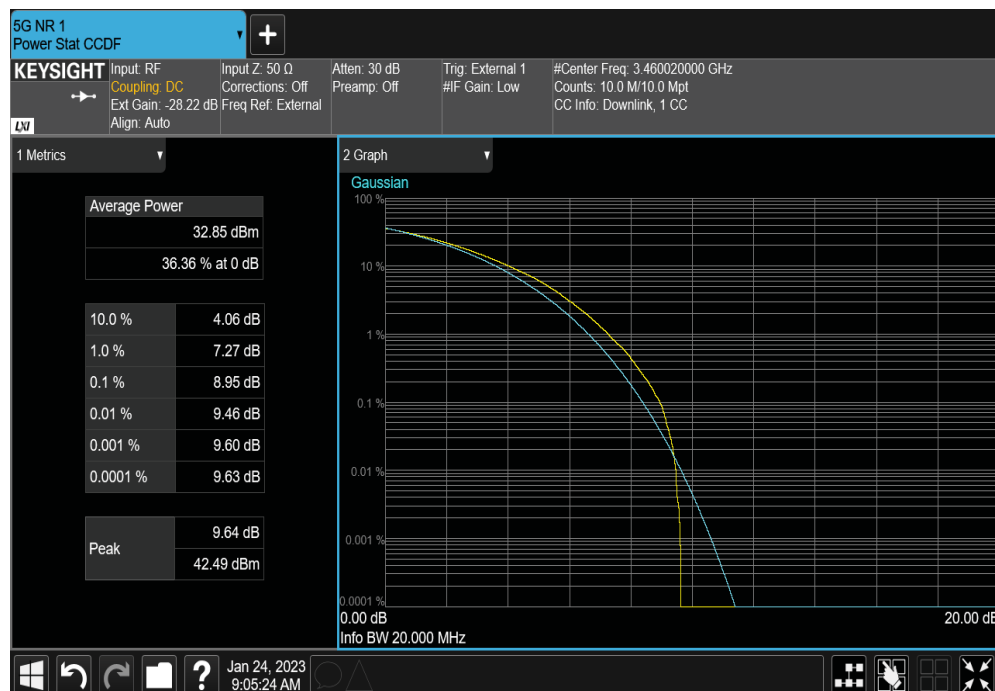 5G NR 1
Power Stat CCDF
+
KEYSIGHT
LXI
Input: RF
Coupling: DC
Ext Gain: -28.22 dB
Align: Auto
Input Z: 50 Ω
Corrections: Off
Freq Ref: External
Atten: 30 dB
Preamp: Off
Trig: External 1
#IF Gain: Low
#Center Freq: 3.460020000 GHz
Counts: 10.0 M/10.0 Mpt
CC Info: Downlink, 1 CC
1 Metrics
Average Power
32.85 dBm
36.36 % at 0 dB
10.0 % 4.06 dB
1.0 % 7.27 dB
0.1 % 8.95 dB
0.01 % 9.46 dB
0.001 % 9.60 dB
0.0001 % 9.63 dB
Peak
9.64 dB
42.49 dBm
2 Graph
Gaussian
100 %
10 %
1 %
0.1 %
0.01 %
0.001 %
0.0001 %
0.00 dB 20.00 dB
Info BW 20.000 MHz
?
Jan 24, 2023
9:05:24 AM